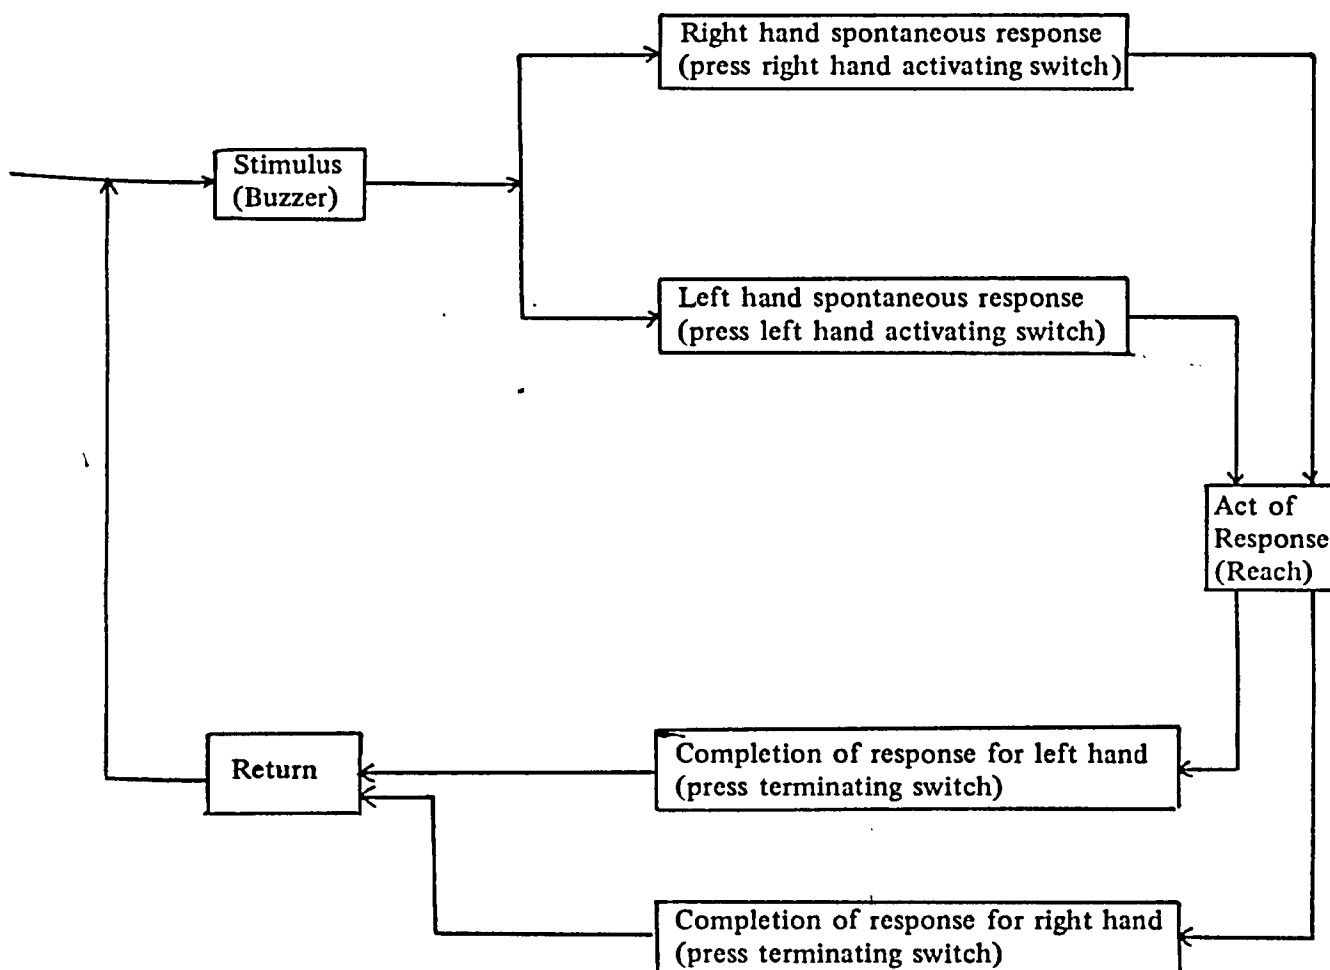 Right hand spontaneous response
(press right hand activating switch)
Stimulus
(Buzzer)
Left hand spontaneous response
(press left hand activating switch)
Act of
Response
(Reach)
Return
Completion of response for left hand
(press terminating switch)
Completion of response for right hand
(press terminating switch)